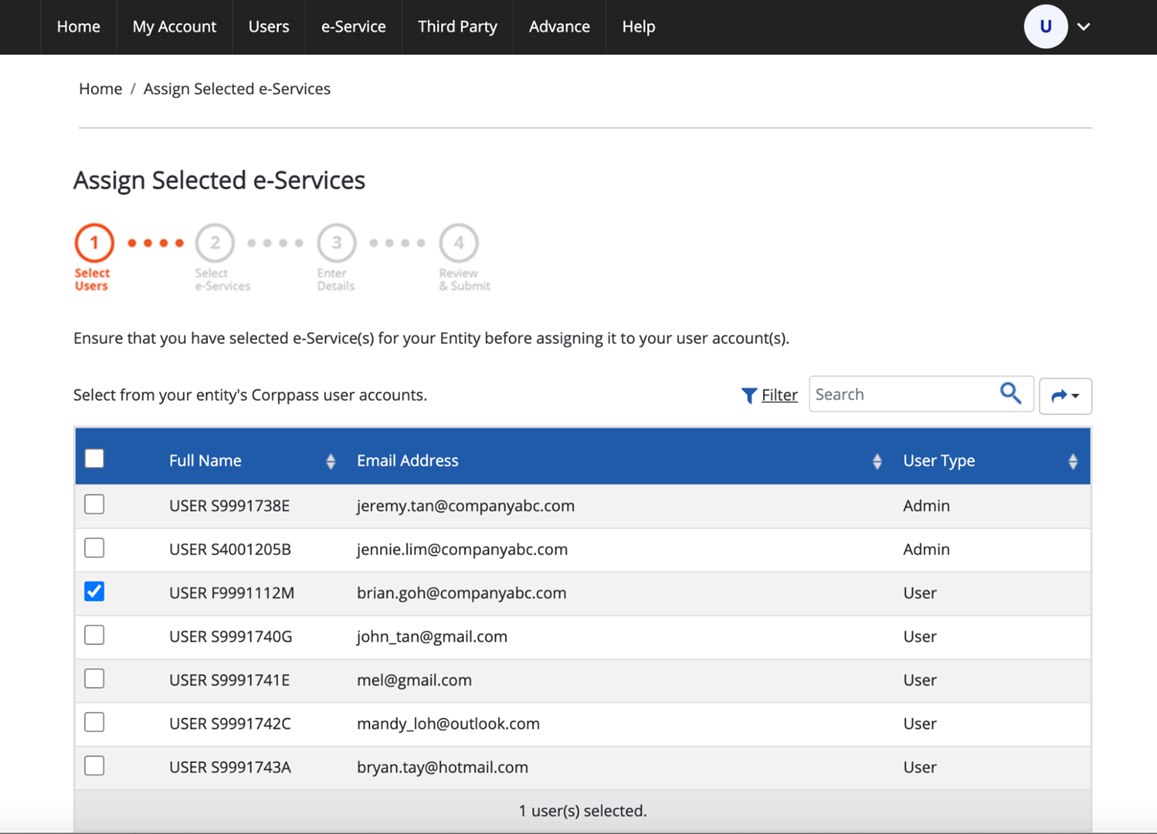 Home My Account Users e-Service Third Party Advance Help U
Home / Assign Selected e-Services
Assign Selected e-Services
1 2 3 4
Select Users
Select e-Services
Enter Details
Review & Submit
Ensure that you have selected e-Service(s) for your Entity before assigning it to your user account(s).
Select from your entity's Corppass user accounts. Filter Search
Full Name Email Address User Type
USER S9991738E jeremy.tan@companyabc.com Admin
USER S4001205B jennie.lim@companyabc.com Admin
USER F9991112M brian.goh@companyabc.com User
USER S9991740G john_tan@gmail.com User
USER S9991741E mel@gmail.com User
USER S9991742C mandy_loh@outlook.com User
USER S9991743A bryan.tay@hotmail.com User
1 user(s) selected.